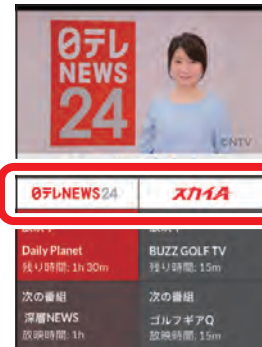 日テレ
NEWS
24
©NTV
日テレNEWS24 スカイA
Daily Planet BUZZ GOLF TV
残り時間: 1h 30m 残り時間: 15m
次の番組 次の番組
深層NEWS ゴルフギアQ
放映時間: 1h 放映時間: 15m